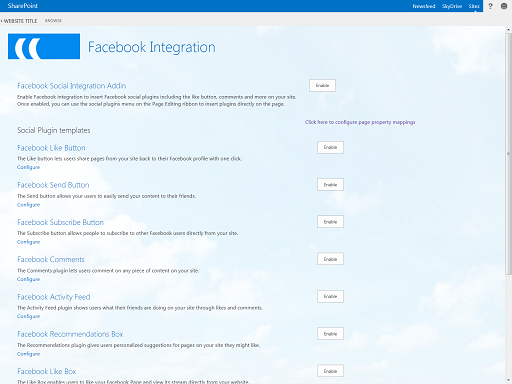 SharePoint
Newsfeed SkyDrive Sites ?
WEBSITE TITLE BROWSE
Facebook Integration
Facebook Social Integration Addin
Enable
Enable Facebook integration to insert Facebook social plugins including the like button, comments and more on your site,
Once enabled, you can use the social plugins menu on the Page Editing ribbon to insert plugins directly on the page.
Click here to configure page property mappings
Social Plugin templates
Facebook Like Button
Enable
The Like button lets users share pages from your site back to their Facebook profile with one click.
Configure
Facebook Send Button
Enable
The Send button allows your users to easily send your content to their friends.
Configure
Facebook Subscribe Button
Enable
The Subscribe button allows people to subscribe to other Facebook users directly from your site.
Configure
Facebook Comments
Enable
The Comments plugin lets users comment on any piece of content on your site.
Configure
Facebook Activity Feed
Enable
The Activity Feed plugin shows users what their friends are doing on your site through likes and comments.
Configure
Facebook Recommendations Box
Enable
The Recommendations plugin gives users personalized suggestions for pages on your site they might like.
Configure
Facebook Like Box
Enable
The Like Box enables users to like your Facebook Page and view its stream directly from your website.